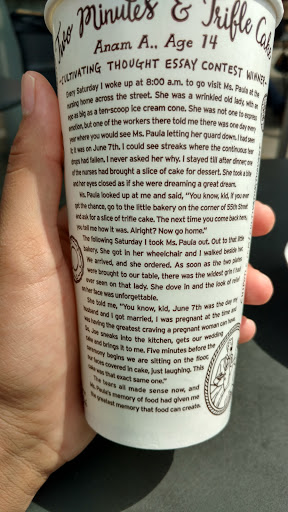 Two Minutes & Trifle Cake
Anam A., Age 14
CULTIVATING THOUGHT ESSAY CONTEST WINNER
Every Saturday I woke up at 8:00 a.m. to go visit Ms. Paula at the
nursing home across the street. She was a wrinkled old lady, with an
as big as a ten-scoop ice cream cone. She was not one to express
emotion, but one of the workers there told me there was one day every
year where you would see Ms. Paula letting her guard down. I had seen
it was on June 7th. I could see streaks where the continuous tear
drops had fallen, I never asked her why. I stayed till after dinner; one
of the nurses had brought a slice of cake for dessert. She took a bite
and her eyes closed as if she were dreaming a great dream.
Ms. Paula looked up at me and said, "You know, kid, if you ever
get the chance, go to the little bakery on the corner of 55th Street
and ask for a slice of trifle cake. The next time you come back here,
you tell me how it was. Alright? Now go home."
The following Saturday I took Ms. Paula out. Out to that little
bakery. She got in her wheelchair and I walked beside her.
We arrived, and she ordered. As soon as the two plates
were brought to our table, there was the widest grin I had
ever seen on that lady. She dove in and the look of relief
on her face was unforgettable.
She told me, "You know, kid, June 7th was the day my
husband and I got married, I was pregnant at the time and
was having the greatest craving a pregnant woman can have.
So, Joe sneaks into the kitchen, gets our wedding
cake and brings it to me. Five minutes before the
ceremony begins we are sitting on the floor,
our faces covered in cake, just laughing. This
cake was that exact same one."
The tears all made sense now, and
Ms. Paula's memory of food had given me
the greatest memory that food can create.